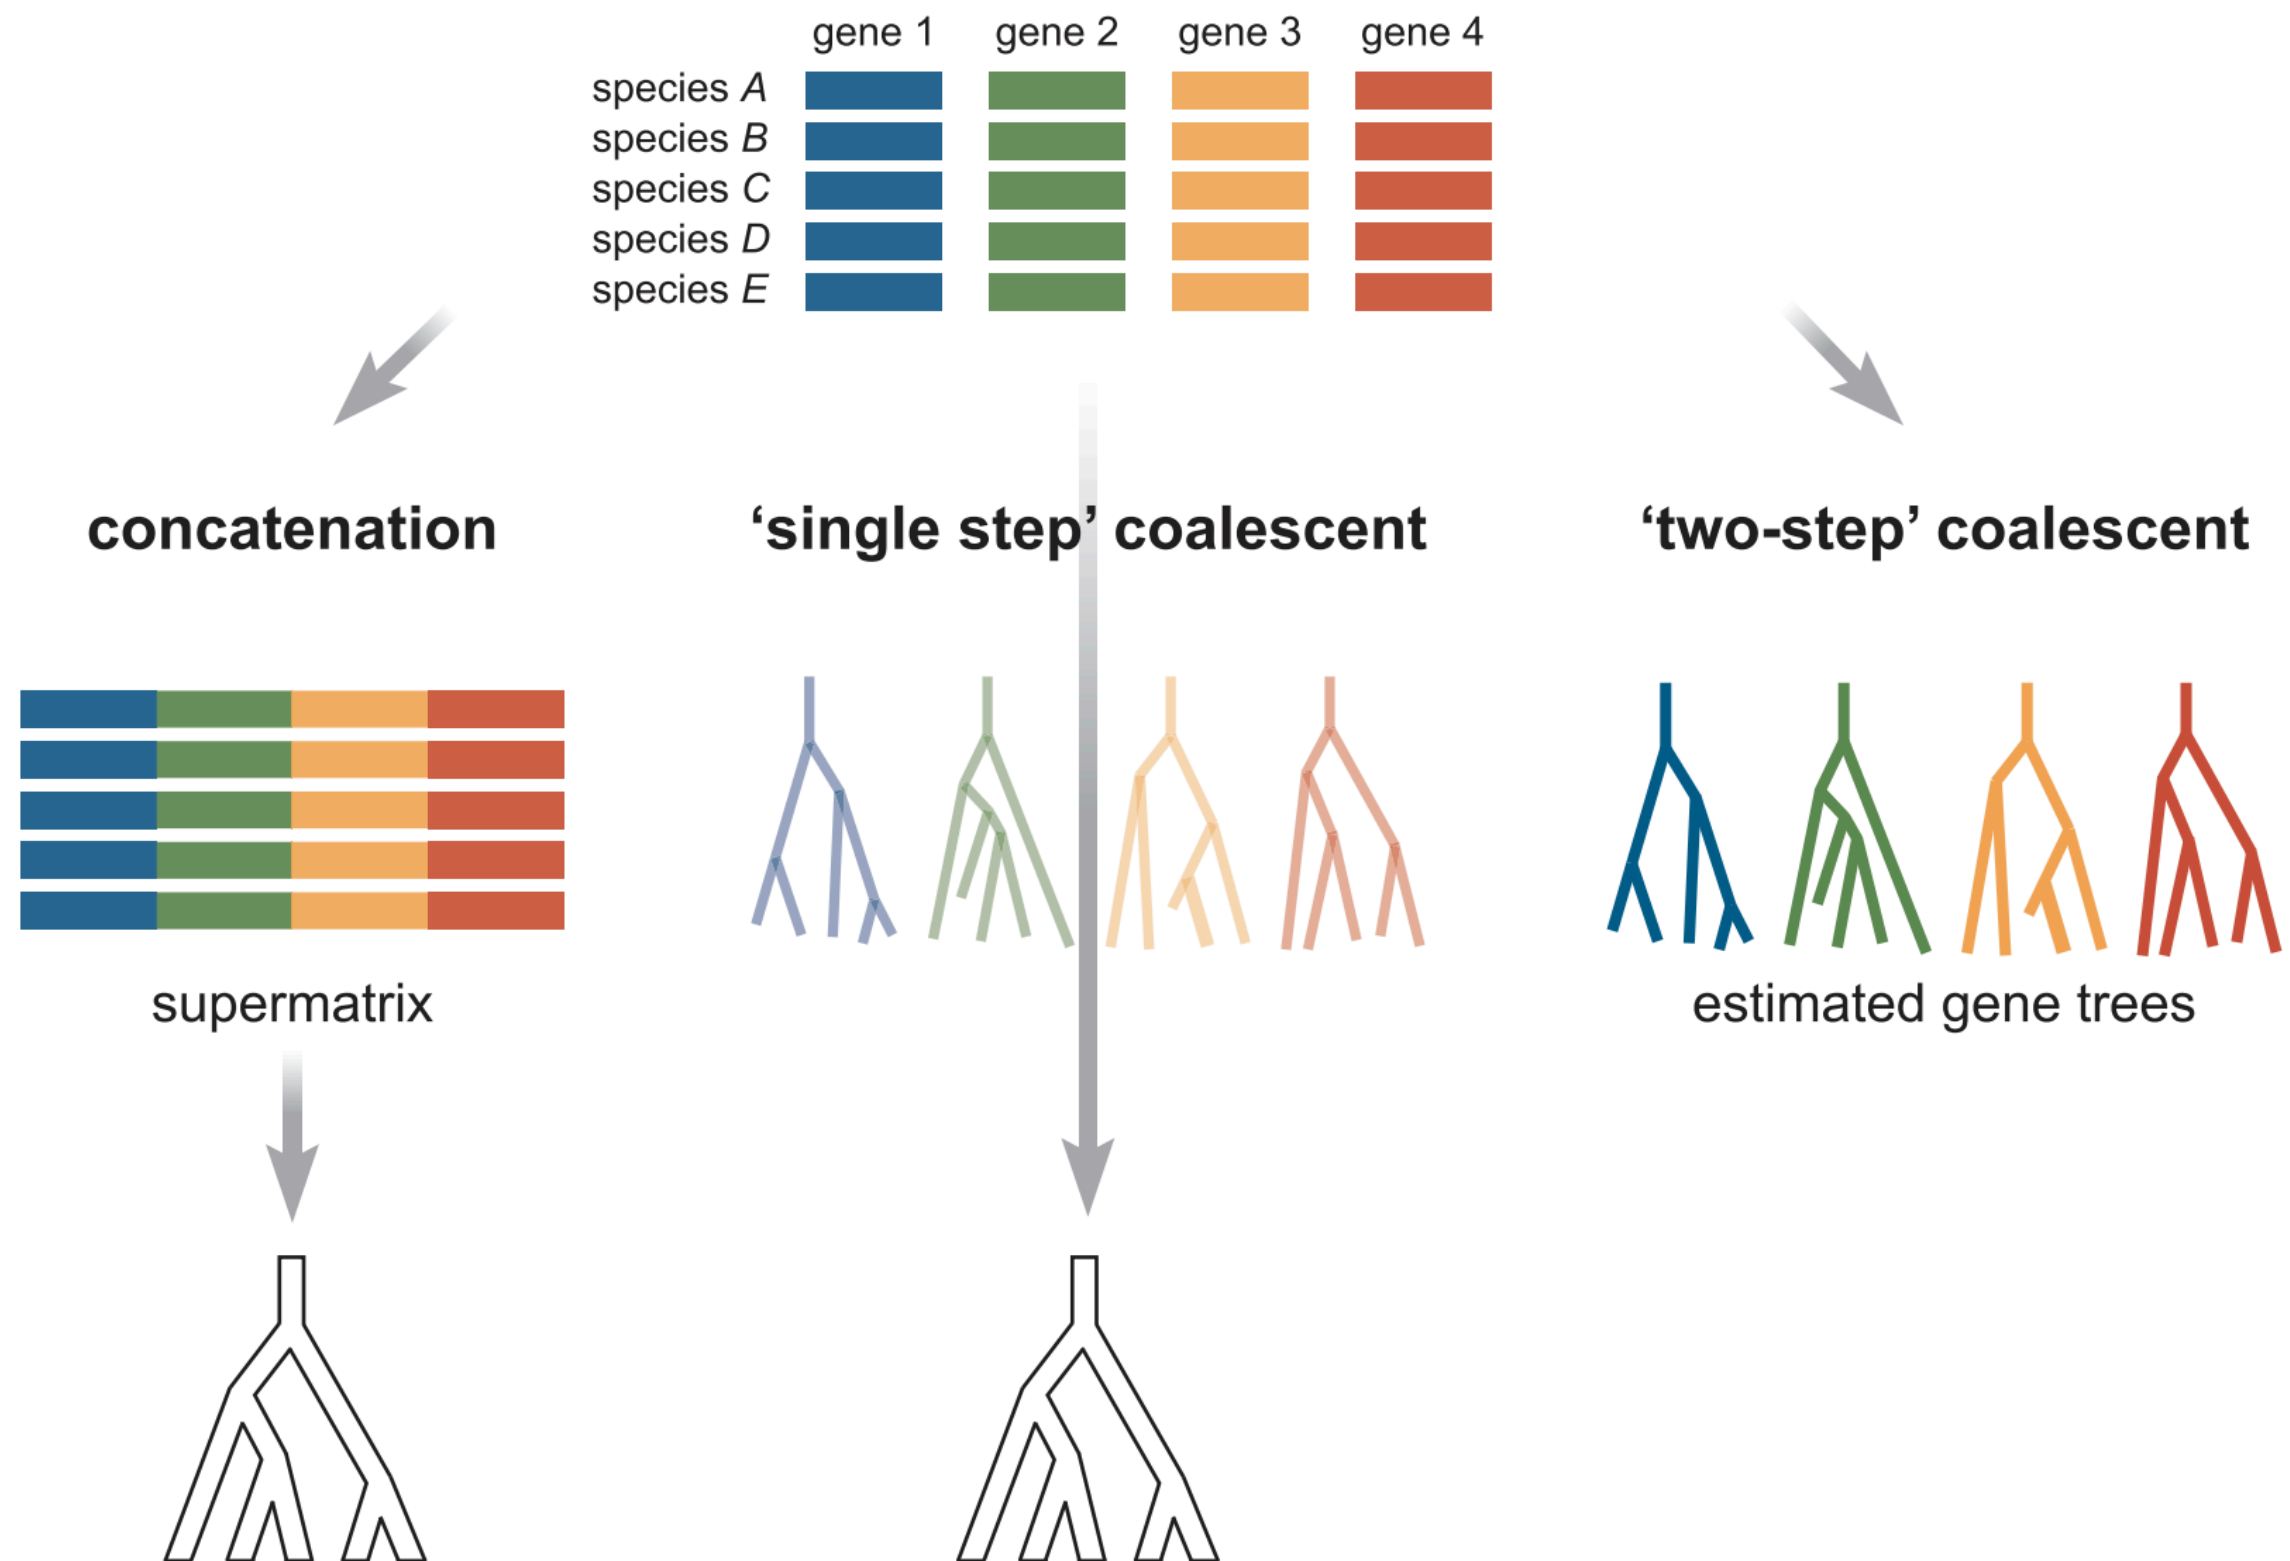 gene 1 gene 2 gene 3 gene 4
species A
species B
species C
species D
species E
concatenation
‘single step’ coalescent
‘two-step’ coalescent
supermatrix
estimated gene trees